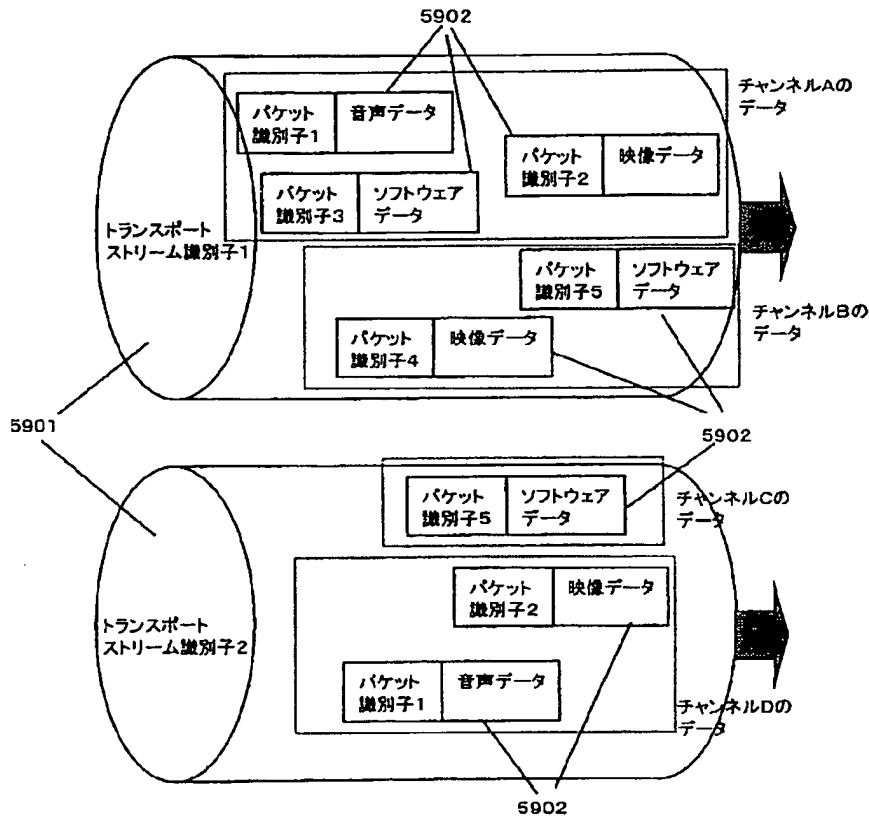 5902
チャンネルAの
データ
パケット
識別子1
音声データ
パケット
識別子2
映像データ
パケット
識別子3
ソフトウェア
データ
トランスポート
ストリーム識別子1
パケット
識別子5
ソフトウェア
データ
チャンネルBの
データ
パケット
識別子4
映像データ
5901
5902
パケット
識別子5
ソフトウェア
データ
チャンネルCの
データ
パケット
識別子2
映像データ
トランスポート
ストリーム識別子2
パケット
識別子1
音声データ
チャンネルDの
データ
5902